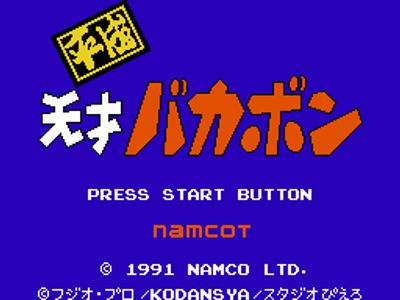 平成
天才バカボン
PRESS START BUTTON
namcoT
© 1991 NAMCO LTD.
©フジオ・プロ/KODANSYA/スタジオぴえろ